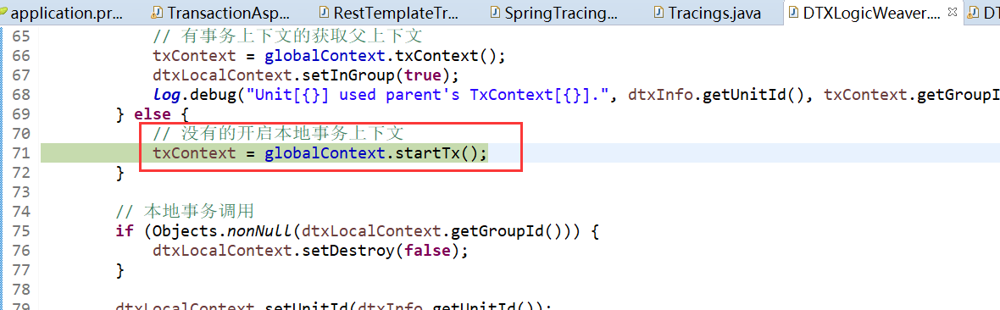 application.pr... TransactionAsp... RestTemplateTr... SpringTracing... Tracings.java DTXLogicWeaver.... DT
65 // 有事务上下文的获取父上下文
66 txContext = globalContext.txContext();
67 dtxLocalContext.setInGroup(true);
68 log.debug("Unit[{}] used parent's TxContext[{}].", dtxInfo.getUnitId(), txContext.getGroupI
69 } else {
70 // 没有的开启本地事务上下文
71 txContext = globalContext.startTx();
72 }
73
74 // 本地事务调用
75 if (Objects.nonNull(dtxLocalContext.getGroupId())) {
76 dtxLocalContext.setDestroy(false);
77 }
78
79 dtxLocalContext.setUnitId(dtxInfo.getUnitId());